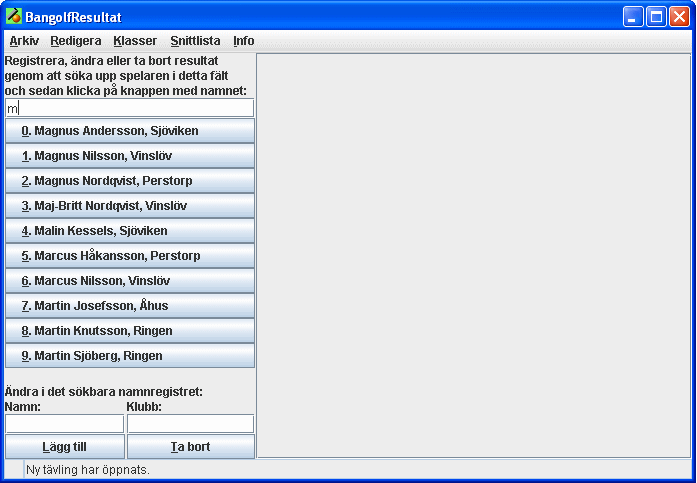 BangolfResultat
Arkiv Redigera Klasser Snittlista Info
Registrera, ändra eller ta bort resultat
genom att söka upp spelaren i detta fält
och sedan klicka på knappen med namnet:
m
0. Magnus Andersson, Sjöviken
1. Magnus Nilsson, Vinslöv
2. Magnus Nordqvist, Perstorp
3. Maj-Britt Nordqvist, Vinslöv
4. Malin Kessels, Sjöviken
5. Marcus Håkansson, Perstorp
6. Marcus Nilsson, Vinslöv
7. Martin Josefsson, Åhus
8. Martin Knutsson, Ringen
9. Martin Sjöberg, Ringen
Ändra i det sökbara namnregistret:
Namn: Klubb:
Lägg till Ta bort
Ny tävling har öppnats.